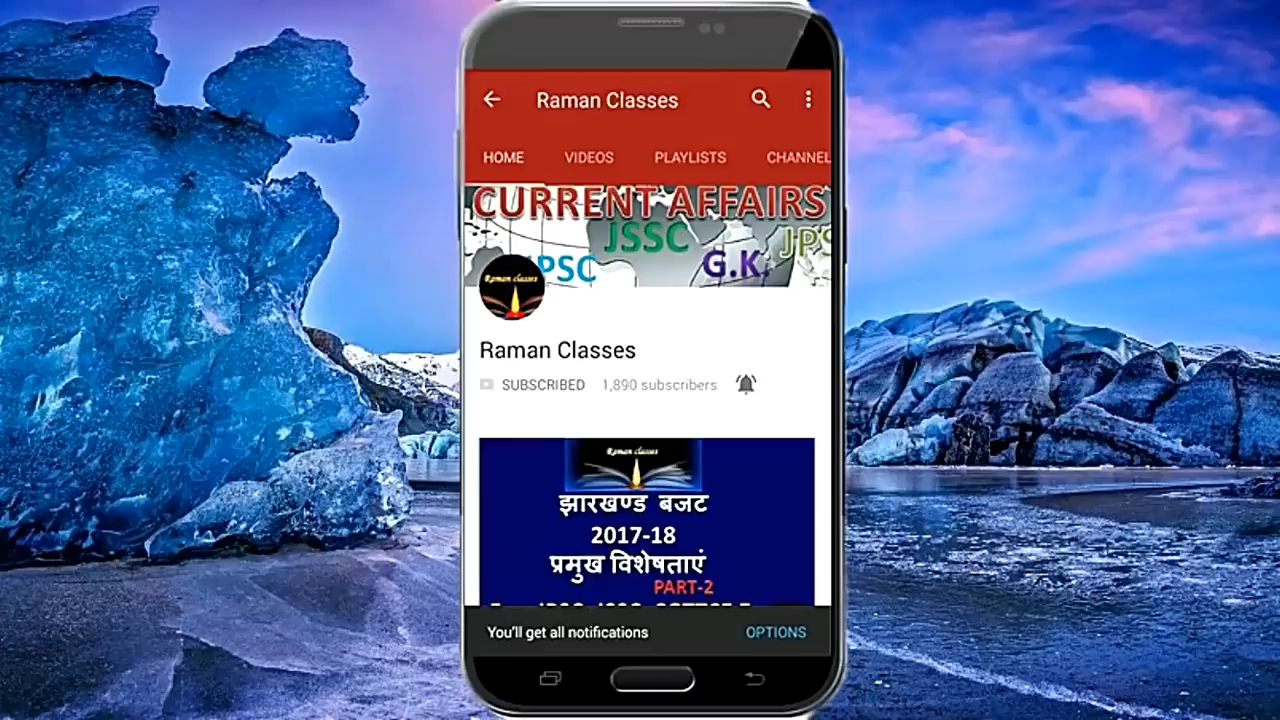 Raman Classes
HOME VIDEOS PLAYLISTS CHANNEL
CURRENT AFFAIRS
JSSC
G.K.
Raman classes
Raman Classes
SUBSCRIBED 1,890 subscribers
Raman classes
झारखण्ड बजट
2017-18
प्रमुख विशेषताएं
PART-2
You'll get all notifications OPTIONS